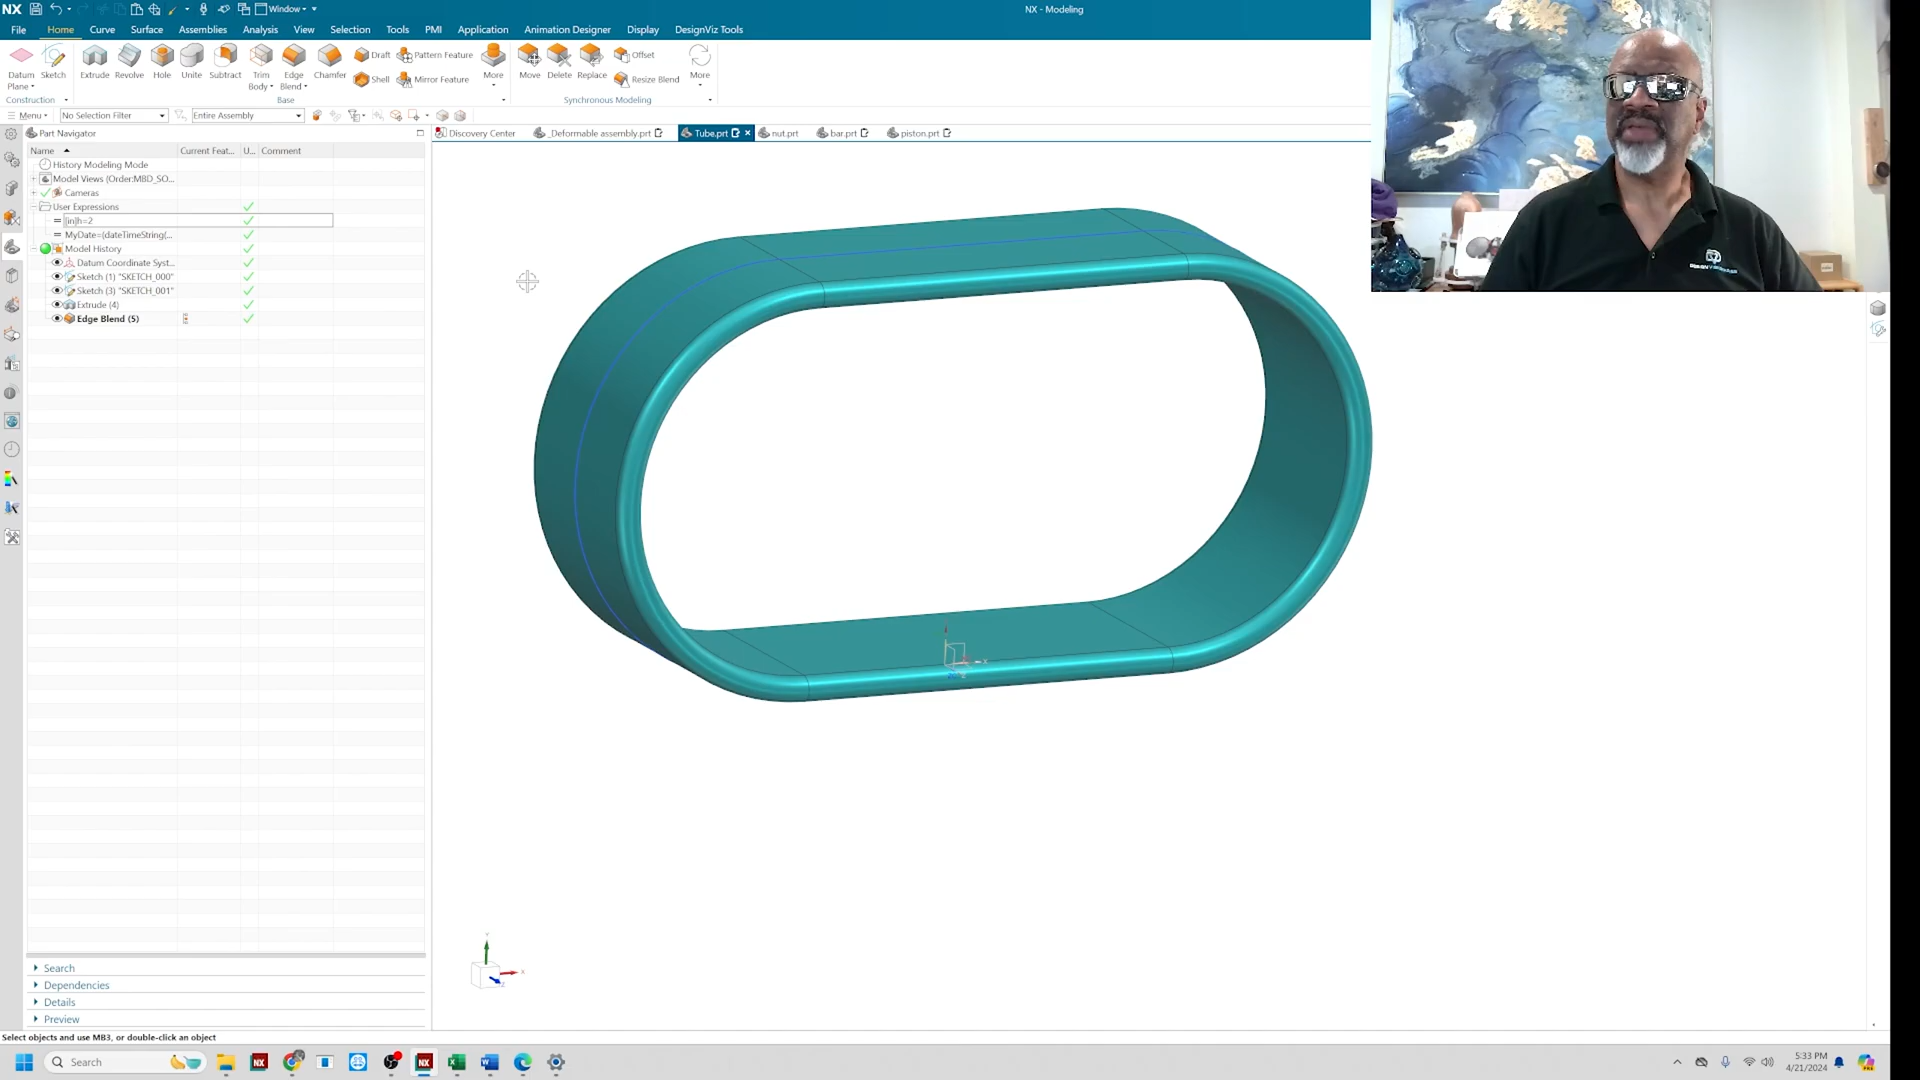 NX Window NX - Modeling
File Home Curve Surface Assemblies Analysis View Selection Tools PMI Application Animation Designer Display DesignViz Tools
Datum Plane Sketch Extrude Revolve Hole Unite Subtract Trim Body Edge Blend Chamfer Draft Shell Pattern Feature Mirror Feature More Move Delete Replace Offset Resize Blend More
Construction Base Synchronous Modeling
Menu No Selection Filter Entire Assembly
Part Navigator
Discovery Center _Deformable assembly.prt Tube.prt nut.prt bar.prt piston.prt
Name Current Feat... U... Comment
History Modeling Mode
Model Views (Order:MBD_SO...
Cameras
User Expressions
[in]h=2
MyDate=(dateTimeString(...
Model History
Datum Coordinate Syst...
Sketch (1) "SKETCH_000"
Sketch (3) "SKETCH_001"
Extrude (4)
Edge Blend (5)
Search
Dependencies
Details
Preview
Select objects and use MB3, or double-click an object
Search
5:33 PM
4/21/2024